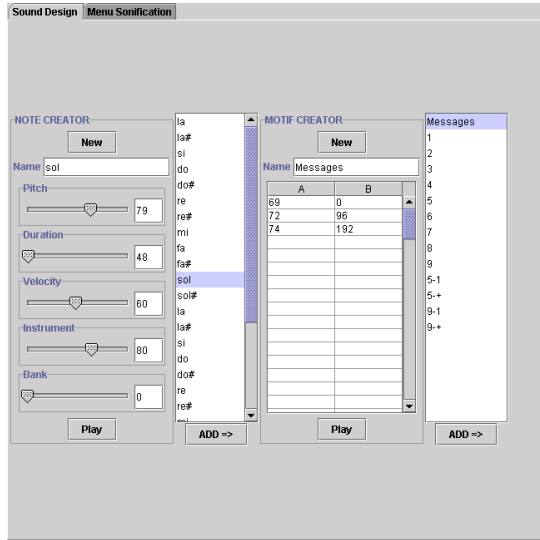 Sound Design Menu Sonification
NOTE CREATOR
New
Name sol
Pitch
79
Duration
48
Velocity
60
Instrument
80
Bank
0
Play
la
la#
si
do
do#
re
re#
mi
fa
fa#
sol
sol#
la
la#
si
do
do#
re
re#
mi
ADD =>
MOTIF CREATOR
New
Name Messages
A B
69 0
72 96
74 192
Play
Messages
1
2
3
4
5
6
7
8
9
5-1
5-+
9-1
9-+
ADD =>